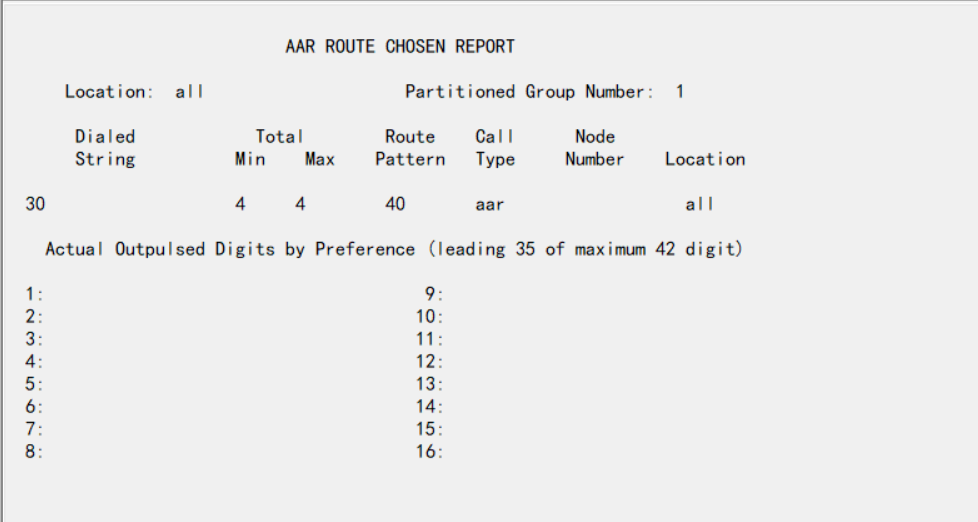 AAR ROUTE CHOSEN REPORT
Location: all Partitioned Group Number: 1
Dialed Total Route Call Node
String Min Max Pattern Type Number Location
30 4 4 40 aar all
Actual Outpulsed Digits by Preference (leading 35 of maximum 42 digit)
1: 9:
2: 10:
3: 11:
4: 12:
5: 13:
6: 14:
7: 15:
8: 16: